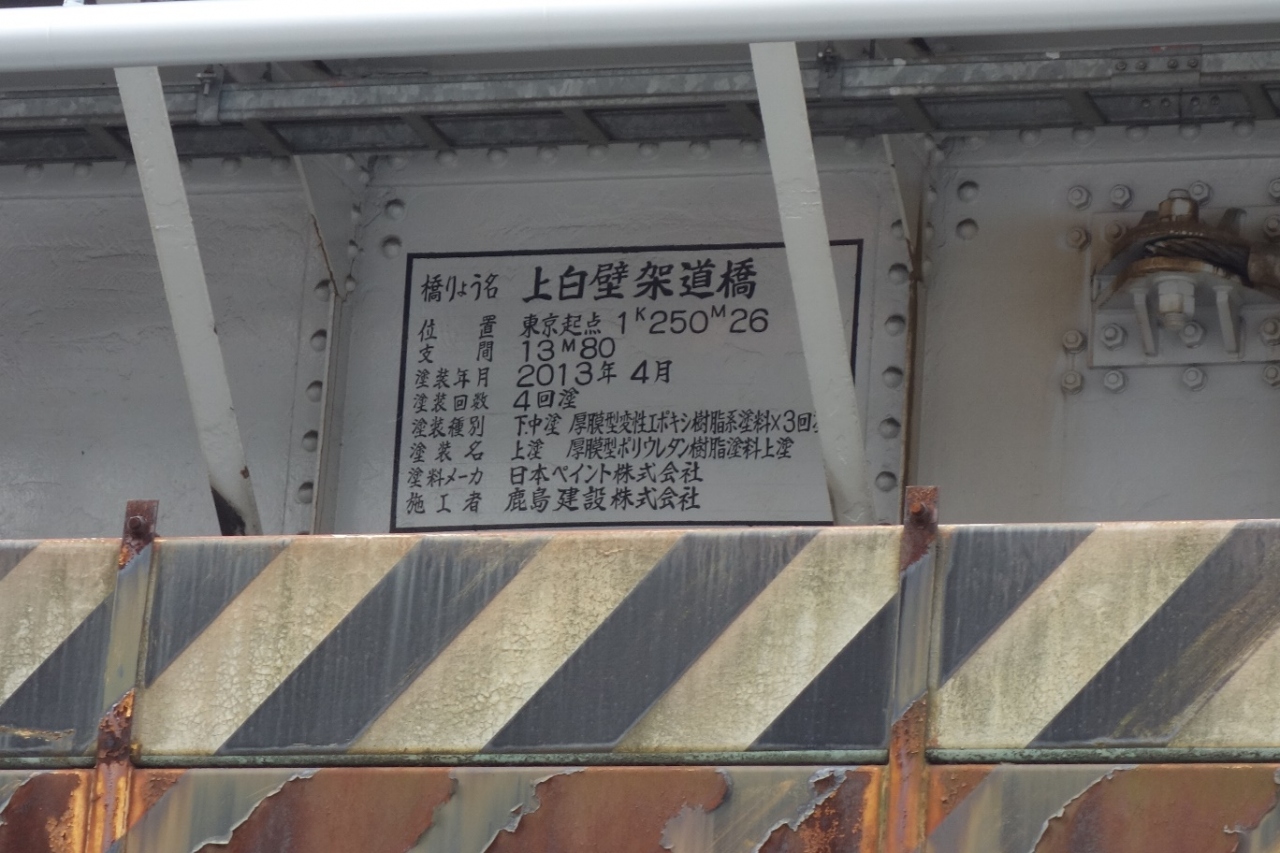 橋りょう名 上白壁架道橋
位置 東京起点 1K250M26
支間 13M80
塗装年月 2013年4月
塗装回数 4回塗
塗装種別 下.中塗 厚膜型変性エポキシ樹脂系塗料×3回
塗装名 上塗 厚膜型ポリウレタン樹脂塗料上塗
塗料メーカ 日本ペイント株式会社
施工者 鹿島建設株式会社